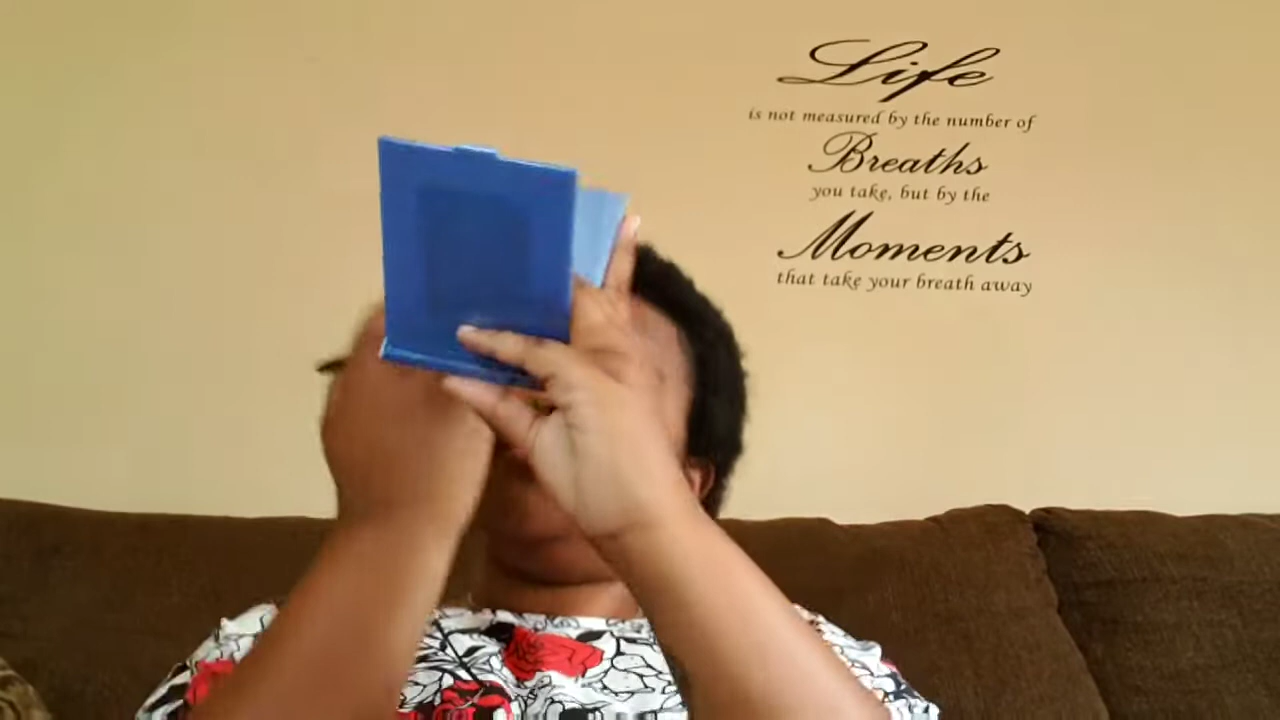 Life
is not measured by the number of
Breaths
you take, but by the
Moments
that take your breath away